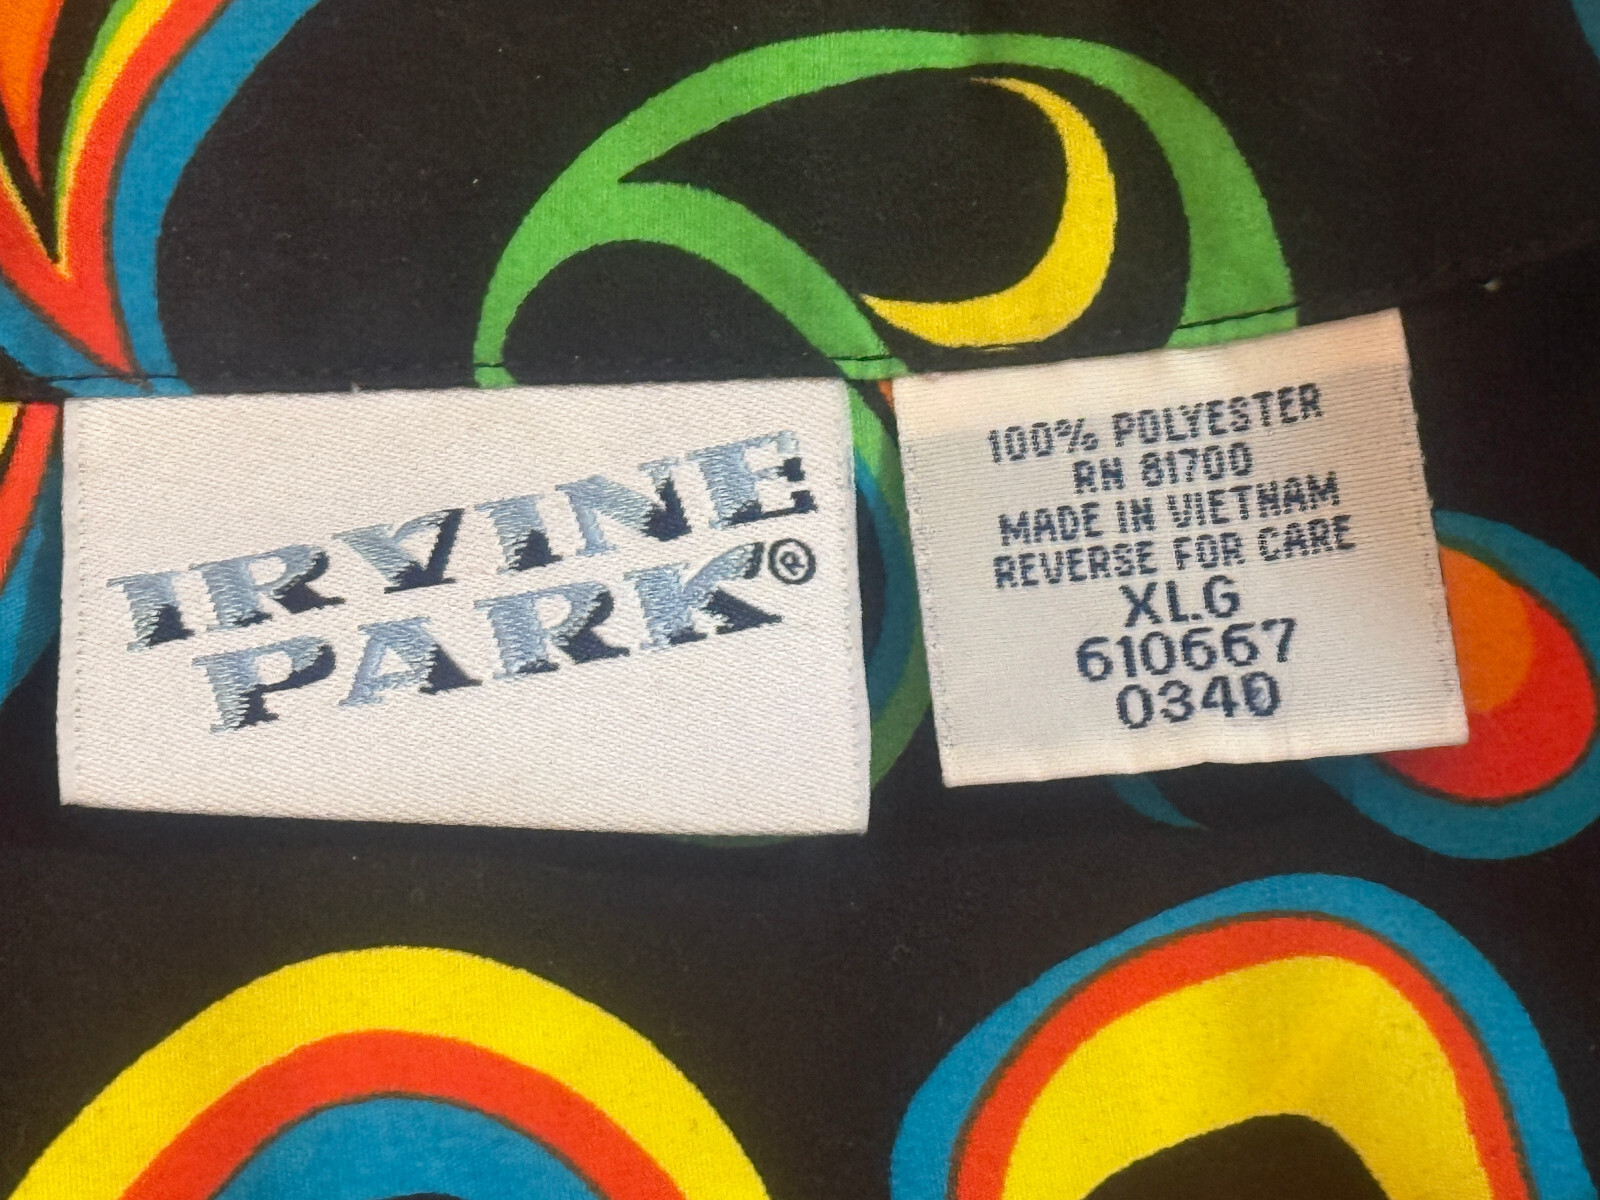 IRVINE
PARK®
100% POLYESTER
RN 81700
MADE IN VIETNAM
REVERSE FOR CARE
XLG
610667
0340